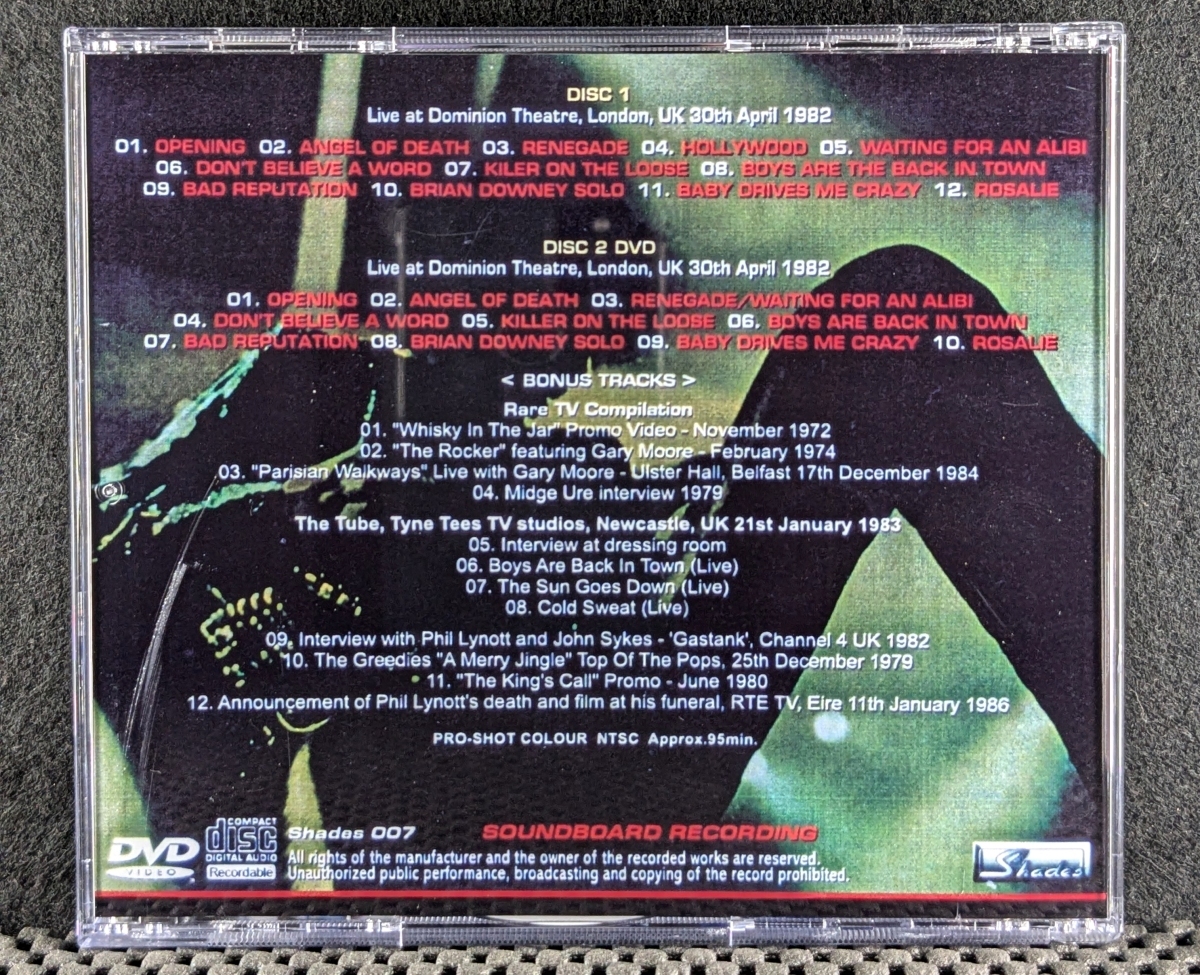 DISC 1
Live at Dominion Theatre, London, UK 30th April 1982
01. OPENING 02. ANGEL OF DEATH 03. RENEGADE 04. HOLLYWOOD 05. WAITING FOR AN ALIBI
06. DON'T BELIEVE A WORD 07. KILER ON THE LOOSE 08. BOYS ARE THE BACK IN TOWN
09. BAD REPUTATION 10. BRIAN DOWNEY SOLO 11. BABY DRIVES ME CRAZY 12. ROSALIE
DISC 2 DVD
Live at Dominion Theatre, London, UK 30th April 1982
01. OPENING 02. ANGEL OF DEATH 03. RENEGADE/WAITING FOR AN ALIBI
04. DON'T BELIEVE A WORD 05. KILLER ON THE LOOSE 06. BOYS ARE BACK IN TOWN
07. BAD REPUTATION 08. BRIAN DOWNEY SOLO 09. BABY DRIVES ME CRAZY 10. ROSALIE
< BONUS TRACKS >
Rare TV Compilation
01. "Whisky In The Jar" Promo Video - November 1972
02. "The Rocker" featuring Gary Moore - February 1974
03. "Parisian Walkways" Live with Gary Moore - Ulster Hall, Belfast 17th December 1984
04. Midge Ure interview 1979
The Tube, Tyne Tees TV studios, Newcastle, UK 21st January 1983
05. Interview at dressing room
06. Boys Are Back In Town (Live)
07. The Sun Goes Down (Live)
08. Cold Sweat (Live)
09. Interview with Phil Lynott and John Sykes - 'Gastank', Channel 4 UK 1982
10. The Greedies "A Merry Jingle" Top Of The Pops, 25th December 1979
11. "The King's Call" Promo - June 1980
12. Announcement of Phil Lynott's death and film at his funeral, RTE TV, Eire 11th January 1986
PRO-SHOT COLOUR NTSC Approx.95min.
DVD VIDEO
COMPACT disc DIGITAL AUDIO Recordable
Shades 007 SOUNDBOARD RECORDING
All rights of the manufacturer and the owner of the recorded works are reserved.
Unauthorized public performance, broadcasting and copying of the record prohibited.
Shades